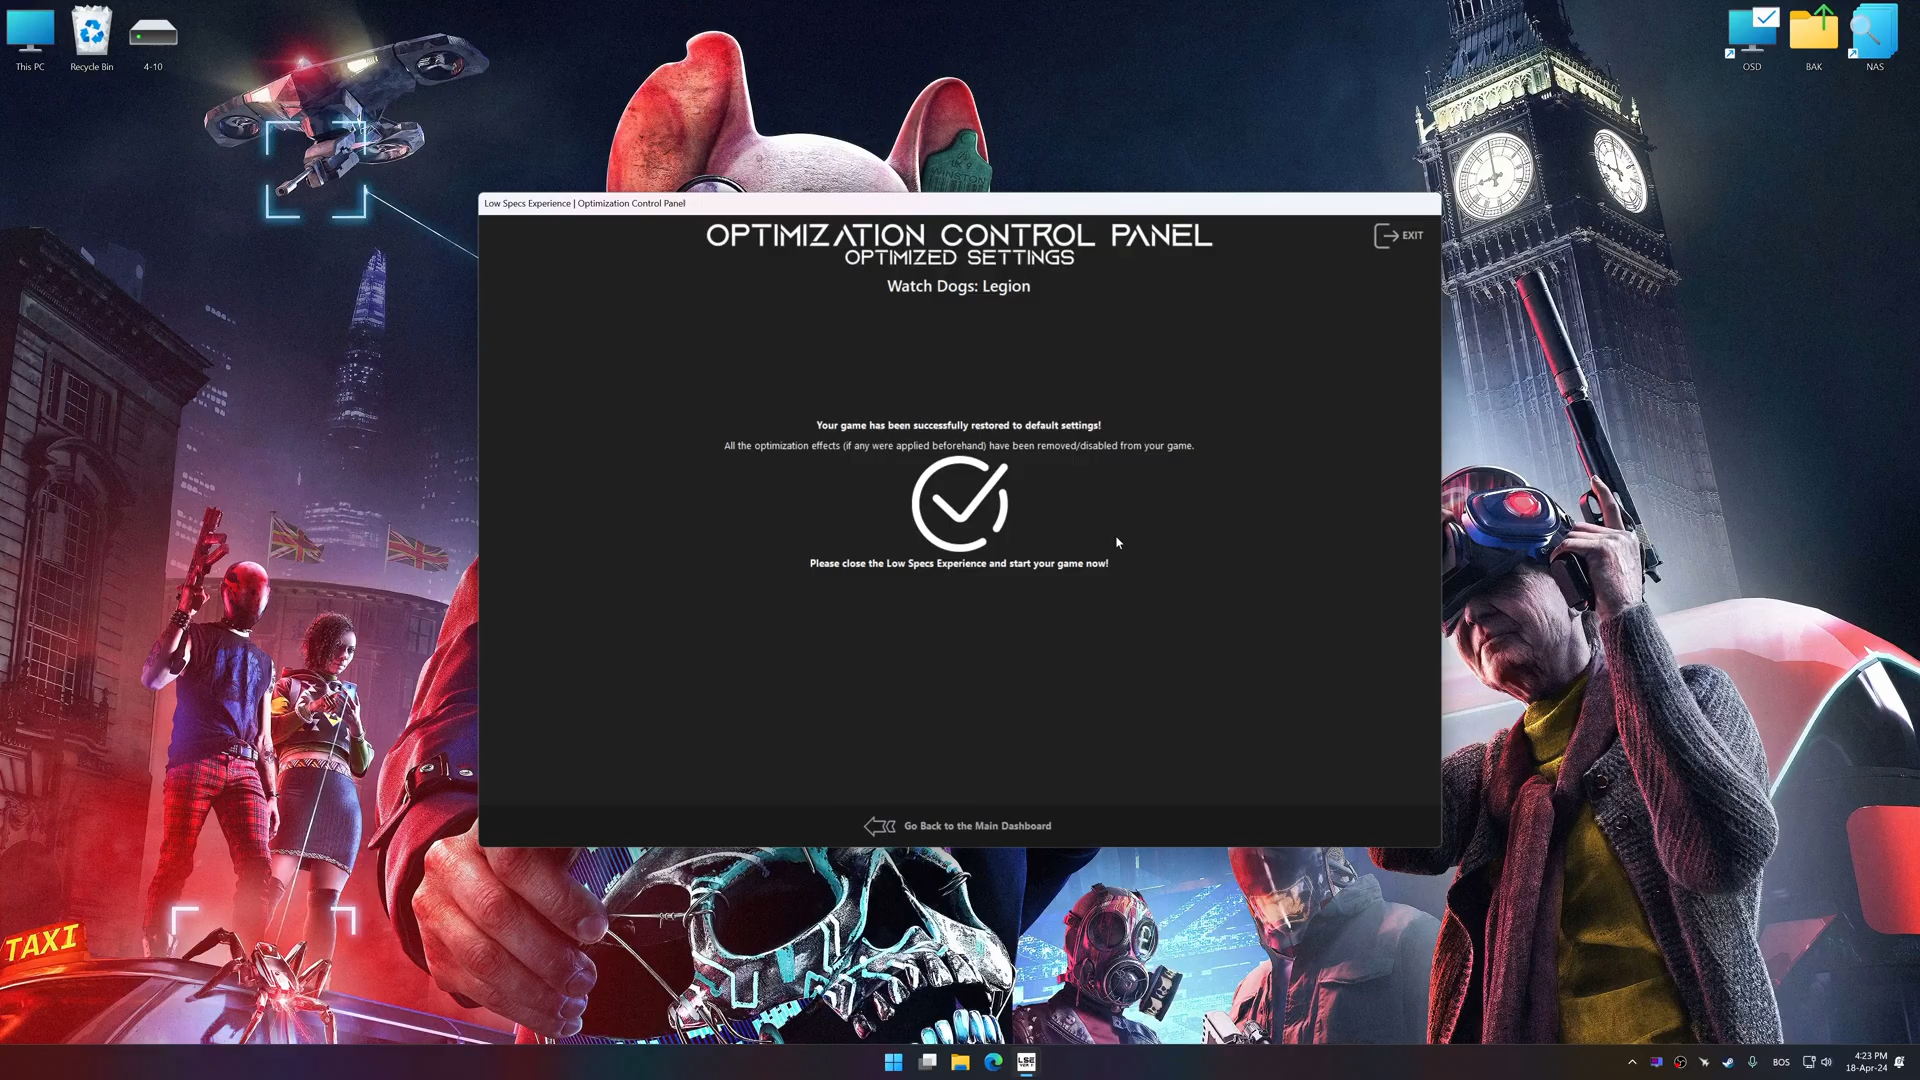 This PC
Recycle Bin
4-10
OSD
BAK
NAS
WINSTON
Low Specs Experience | Optimization Control Panel
OPTIMIZATION CONTROL PANEL
EXIT
OPTIMIZED SETTINGS
Watch Dogs: Legion
Your game has been successfully restored to default settings!
All the optimization effects (if any were applied beforehand) have been removed/disabled from your game.
Please close the Low Specs Experience and start your game now!
Go Back to the Main Dashboard
TAXI
LSE
BOS
4:23 PM
18-Apr-24